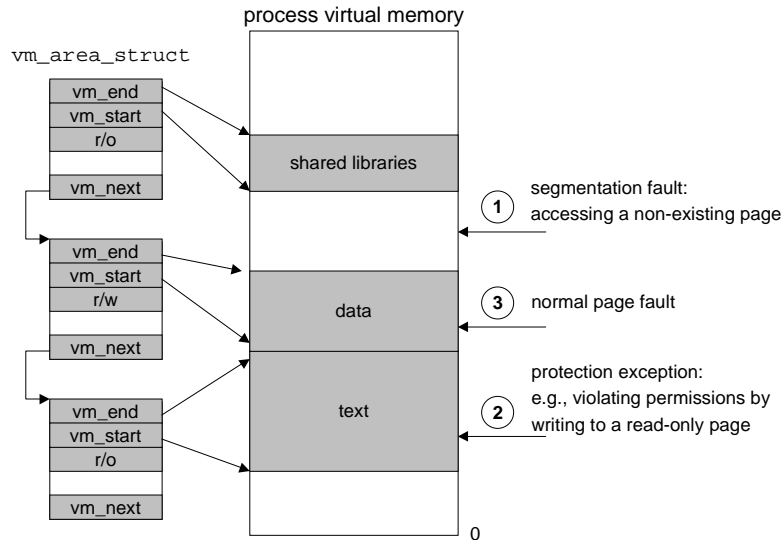 process virtual memory
vm_area_struct
vm_end
vm_start
r/o
vm_next
shared libraries
1
segmentation fault:
accessing a non-existing page
vm_end
vm_start
r/w
vm_next
data
3
normal page fault
vm_end
vm_start
r/o
vm_next
text
2
protection exception:
e.g., violating permissions by
writing to a read-only page
0